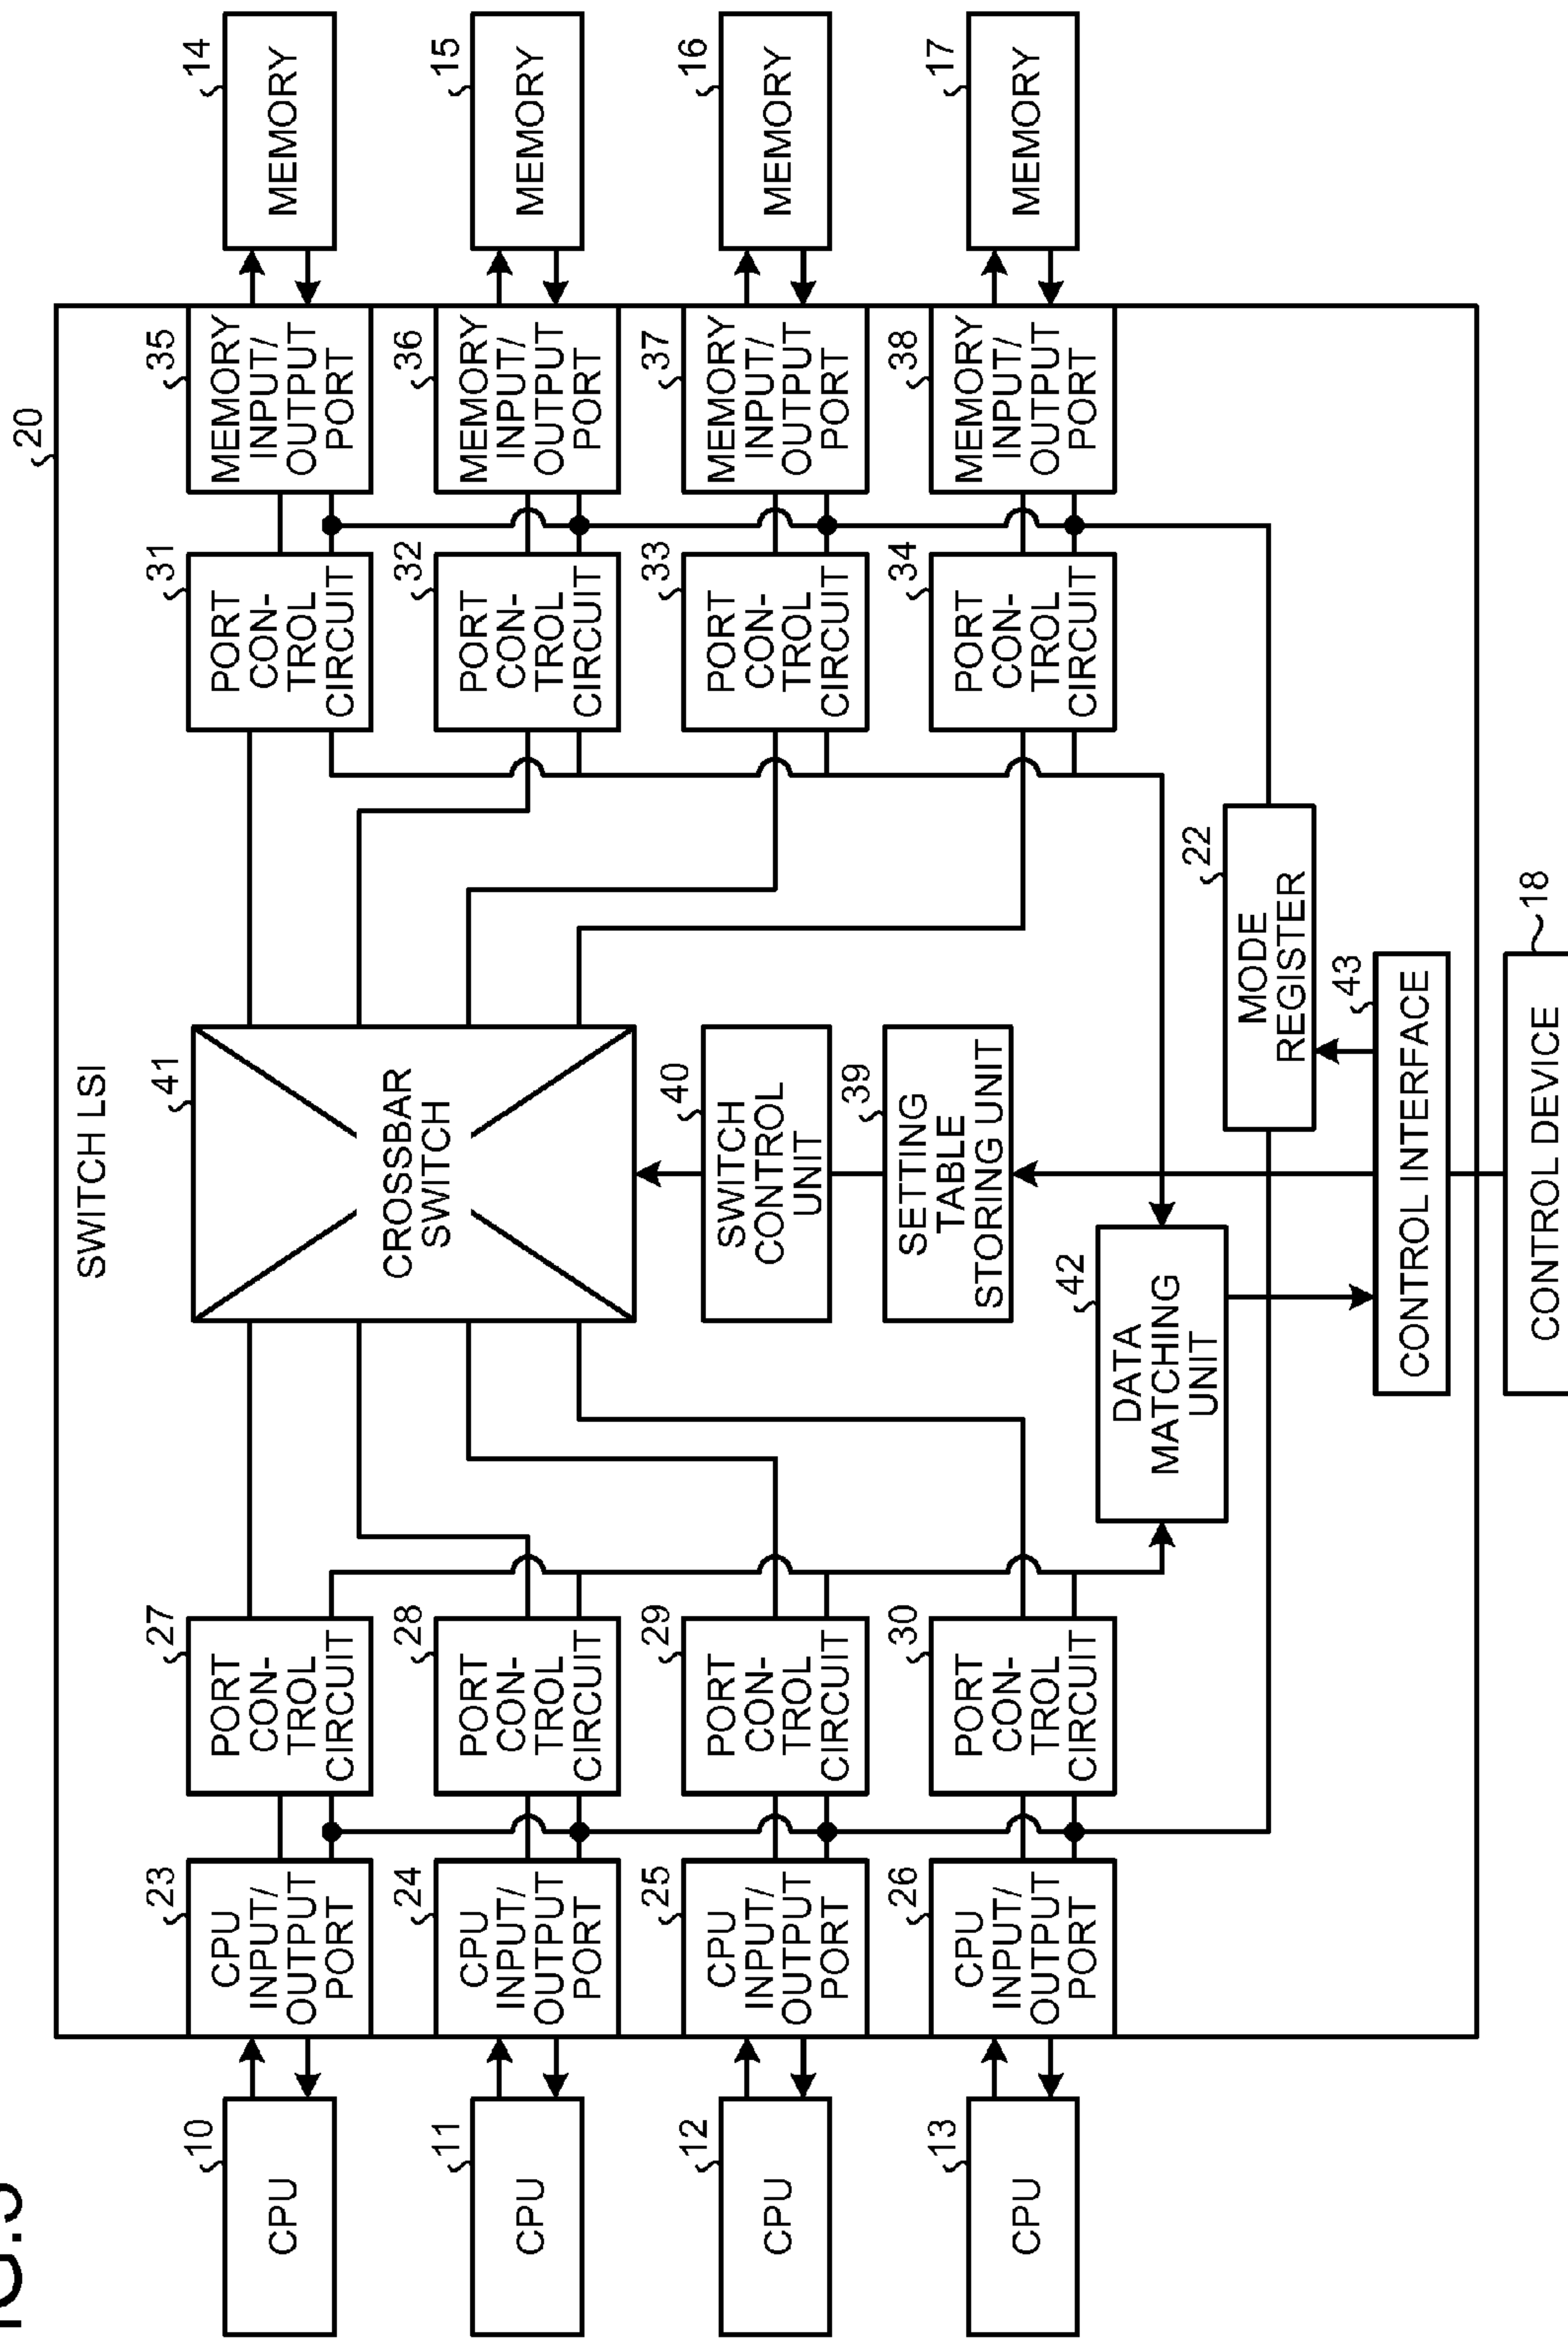 20
SWITCH LSI
10
CPU
23
CPU
INPUT/
OUTPUT
PORT
27
PORT
CON-
TROL
CIRCUIT
41
CROSSBAR
SWITCH
31
PORT
CON-
TROL
CIRCUIT
35
MEMORY
INPUT/
OUTPUT
PORT
14
MEMORY
11
CPU
24
CPU
INPUT/
OUTPUT
PORT
28
PORT
CON-
TROL
CIRCUIT
32
PORT
CON-
TROL
CIRCUIT
36
MEMORY
INPUT/
OUTPUT
PORT
15
MEMORY
12
CPU
25
CPU
INPUT/
OUTPUT
PORT
29
PORT
CON-
TROL
CIRCUIT
40
SWITCH
CONTROL
UNIT
33
PORT
CON-
TROL
CIRCUIT
37
MEMORY
INPUT/
OUTPUT
PORT
16
MEMORY
13
CPU
26
CPU
INPUT/
OUTPUT
PORT
30
PORT
CON-
TROL
CIRCUIT
39
SETTING
TABLE
STORING UNIT
34
PORT
CON-
TROL
CIRCUIT
38
MEMORY
INPUT/
OUTPUT
PORT
17
MEMORY
42
DATA
MATCHING
UNIT
22
MODE
REGISTER
43
CONTROL INTERFACE
18
CONTROL DEVICE